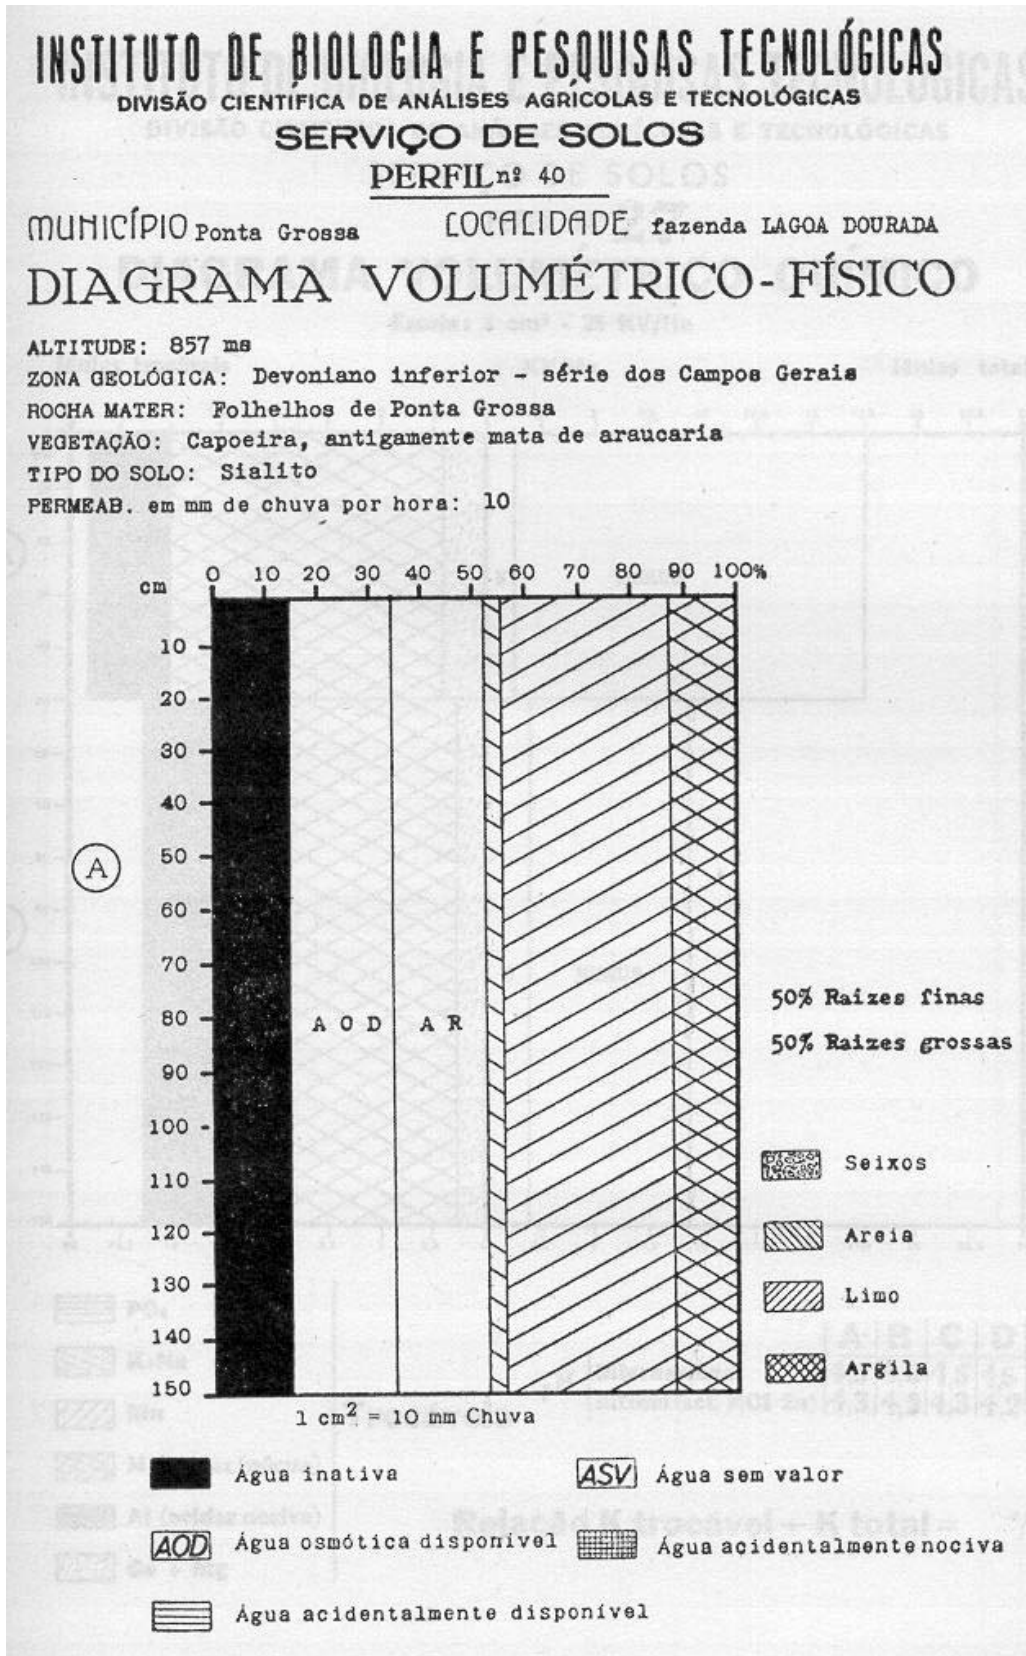 INSTITUTO DE BIOLOGIA E PESQUISAS TECNOLÓGICAS
DIVISÃO CIENTÍFICA DE ANÁLISES AGRÍCOLAS E TECNOLÓGICAS
SERVIÇO DE SOLOS
PERFIL nº 40
MUNICÍPIO Ponta Grossa LOCALIDADE fazenda LAGOA DOURADA
DIAGRAMA VOLUMÉTRICO - FÍSICO
ALTITUDE: 857 ms
ZONA GEOLÓGICA: Devoniano inferior - série dos Campos Gerais
ROCHA MATER: Folhelhos de Ponta Grossa
VEGETAÇÃO: Capoeira, antigamente mata de araucaria
TIPO DO SOLO: Sialito
PERMEAB. em mm de chuva por hora: 10
cm 0 10 20 30 40 50 60 70 80 90 100%
10
20
30
40
50
A
60
70
80 A O D A R
90
100
110
120
130
140
150
50% Raizes finas
50% Raizes grossas
Seixos
Areia
Limo
Argila
1 cm² = 10 mm Chuva
Água inativa
ASV Água sem valor
AOD Água osmótica disponível
Água acidentalmente nociva
Água acidentalmente disponível